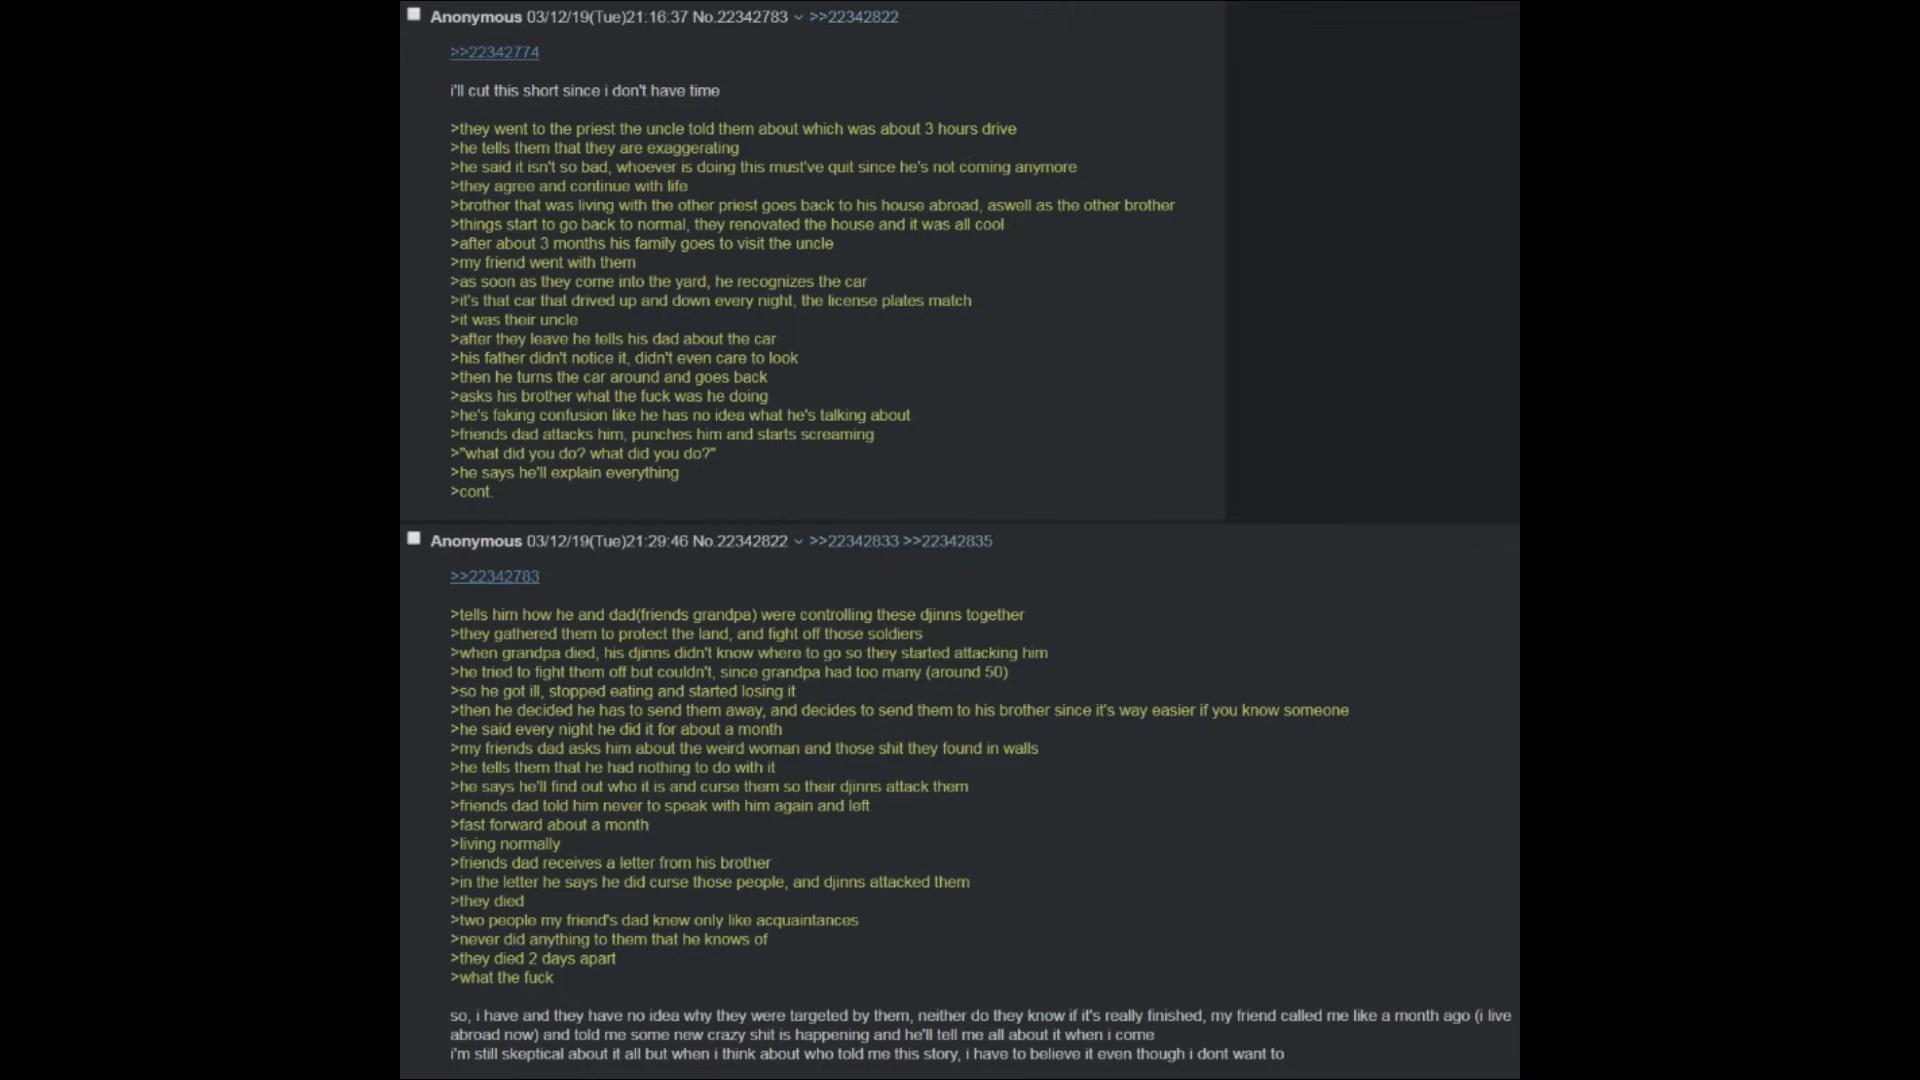 Anonymous 03/12/19(Tue)21:16:37 No.22342783 >>22342822
>>22342774
i'll cut this short since i don't have time
>they went to the priest the uncle told them about which was about 3 hours drive
>he tells them that they are exaggerating
>he said it isn't so bad, whoever is doing this must've quit since he's not coming anymore
>they agree and continue with life
>brother that was living with the other priest goes back to his house abroad, aswell as the other brother
>things start to go back to normal, they renovated the house and it was all cool
>after about 3 months his family goes to visit the uncle
>my friend went with them
>as soon as they come into the yard, he recognizes the car
>it's that car that drived up and down every night, the license plates match
>it was their uncle
>after they leave he tells his dad about the car
>his father didn't notice it, didn't even care to look
>then he turns the car around and goes back
>asks his brother what the fuck was he doing
>he's faking confusion like he has no idea what he's talking about
>friends dad attacks him, punches him and starts screaming
>"what did you do? what did you do?"
>he says he'll explain everything
>cont.
Anonymous 03/12/19(Tue)21:29:46 No.22342822 >>22342833 >>22342835
>>22342783
>tells him how he and dad(friends grandpa) were controlling these djinns together
>they gathered them to protect the land, and fight off those soldiers
>when grandpa died, his djinns didn't know where to go so they started attacking him
>he tried to fight them off but couldn't, since grandpa had too many (around 50)
>so he got ill, stopped eating and started losing it
>then he decided he has to send them away, and decides to send them to his brother since it's way easier if you know someone
>he said every night he did it for about a month
>my friends dad asks him about the weird woman and those shit they found in walls
>he tells them that he had nothing to do with it
>he says he'll find out who it is and curse them so their djinns attack them
>friends dad told him never to speak with him again and left
>fast forward about a month
>living normally
>friends dad receives a letter from his brother
>in the letter he says he did curse those people, and djinns attacked them
>they died
>two people my friend's dad knew only like acquaintances
>never did anything to them that he knows of
>they died 2 days apart
>what the fuck
so, i have and they have no idea why they were targeted by them, neither do they know if it's really finished, my friend called me like a month ago (i live
abroad now) and told me some new crazy shit is happening and he'll tell me all about it when i come
i'm still skeptical about it all but when i think about who told me this story, i have to believe it even though i dont want to